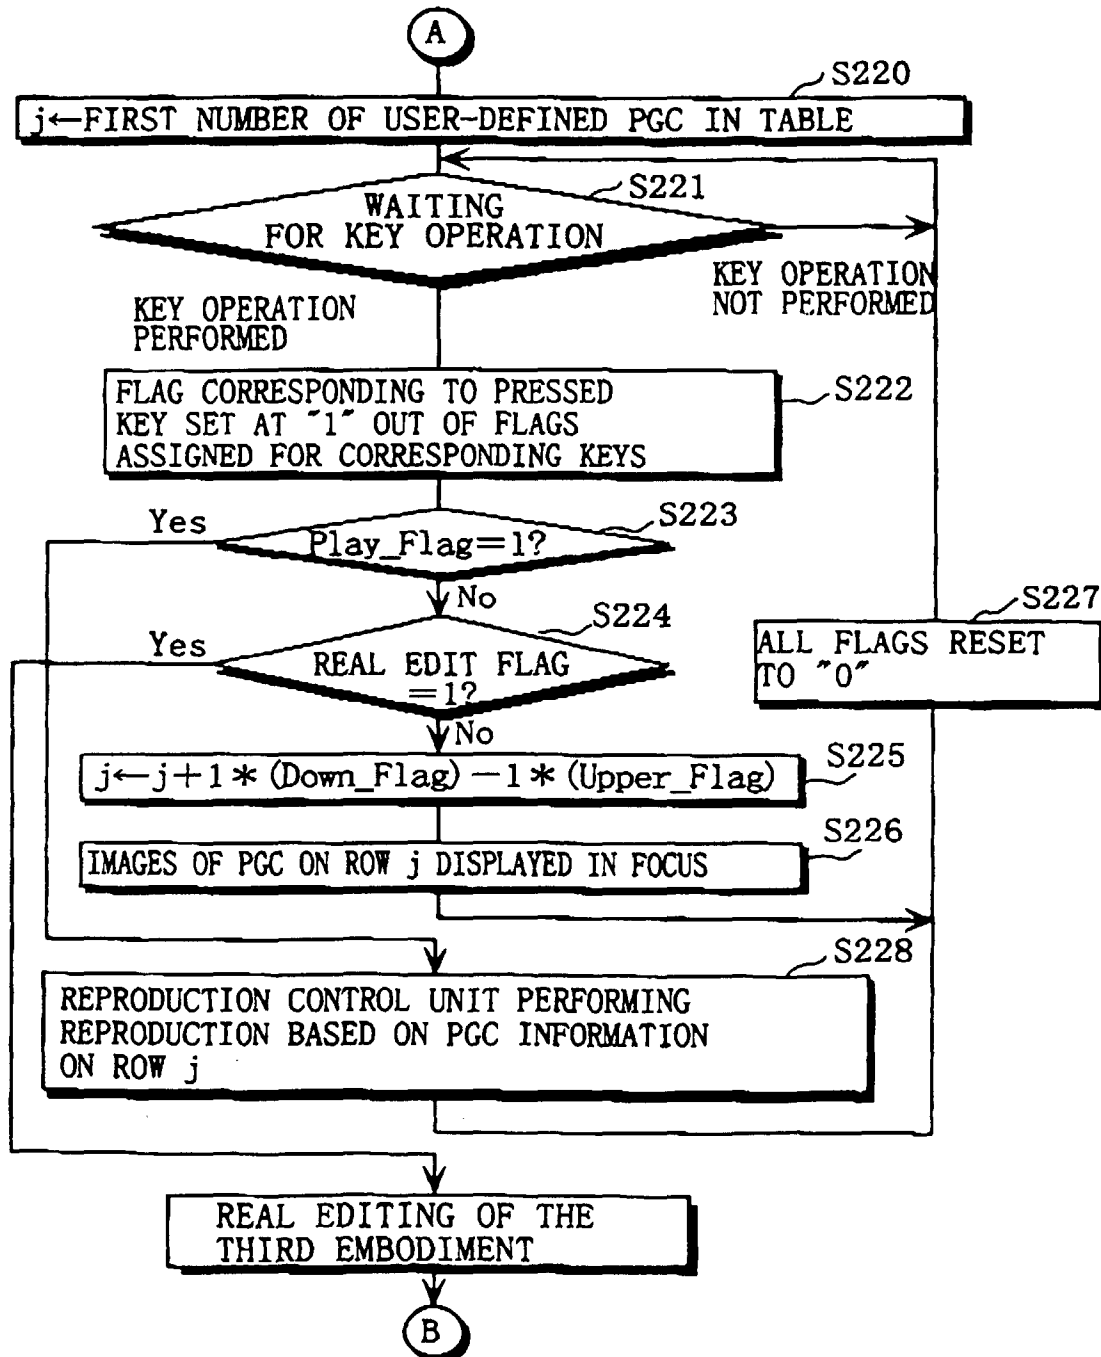 A
S220
j←FIRST NUMBER OF USER-DEFINED PGC IN TABLE
S221
WAITING
FOR KEY OPERATION
KEY OPERATION
NOT PERFORMED
KEY OPERATION
PERFORMED
S222
FLAG CORRESPONDING TO PRESSED
KEY SET AT "1" OUT OF FLAGS
ASSIGNED FOR CORRESPONDING KEYS
S223
Yes
Play_Flag=1?
No
S224
Yes
REAL EDIT FLAG
=1?
No
S227
ALL FLAGS RESET
TO "0"
S225
j←j+1*(Down_Flag)-1*(Upper_Flag)
S226
IMAGES OF PGC ON ROW j DISPLAYED IN FOCUS
S228
REPRODUCTION CONTROL UNIT PERFORMING
REPRODUCTION BASED ON PGC INFORMATION
ON ROW j
REAL EDITING OF THE
THIRD EMBODIMENT
B